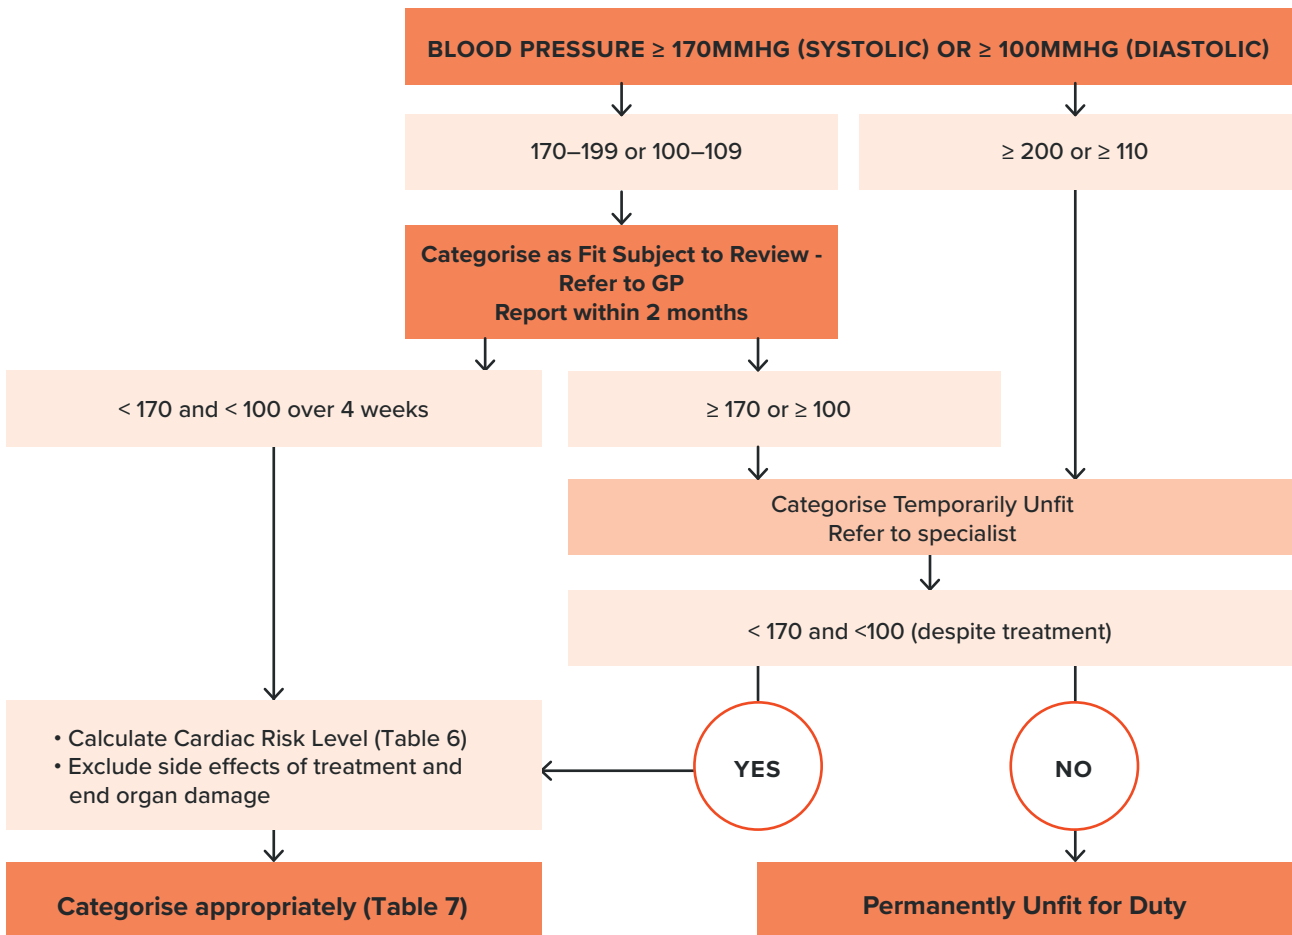 BLOOD PRESSURE ≥ 170MMHG (SYSTOLIC) OR ≥ 100MMHG (DIASTOLIC)
170–199 or 100–109
≥ 200 or ≥ 110
Categorise as Fit Subject to Review -
Refer to GP
Report within 2 months
< 170 and < 100 over 4 weeks
≥ 170 or ≥ 100
Categorise Temporarily Unfit
Refer to specialist
< 170 and <100 (despite treatment)
• Calculate Cardiac Risk Level (Table 6)
• Exclude side effects of treatment and
end organ damage
YES
NO
Categorise appropriately (Table 7)
Permanently Unfit for Duty